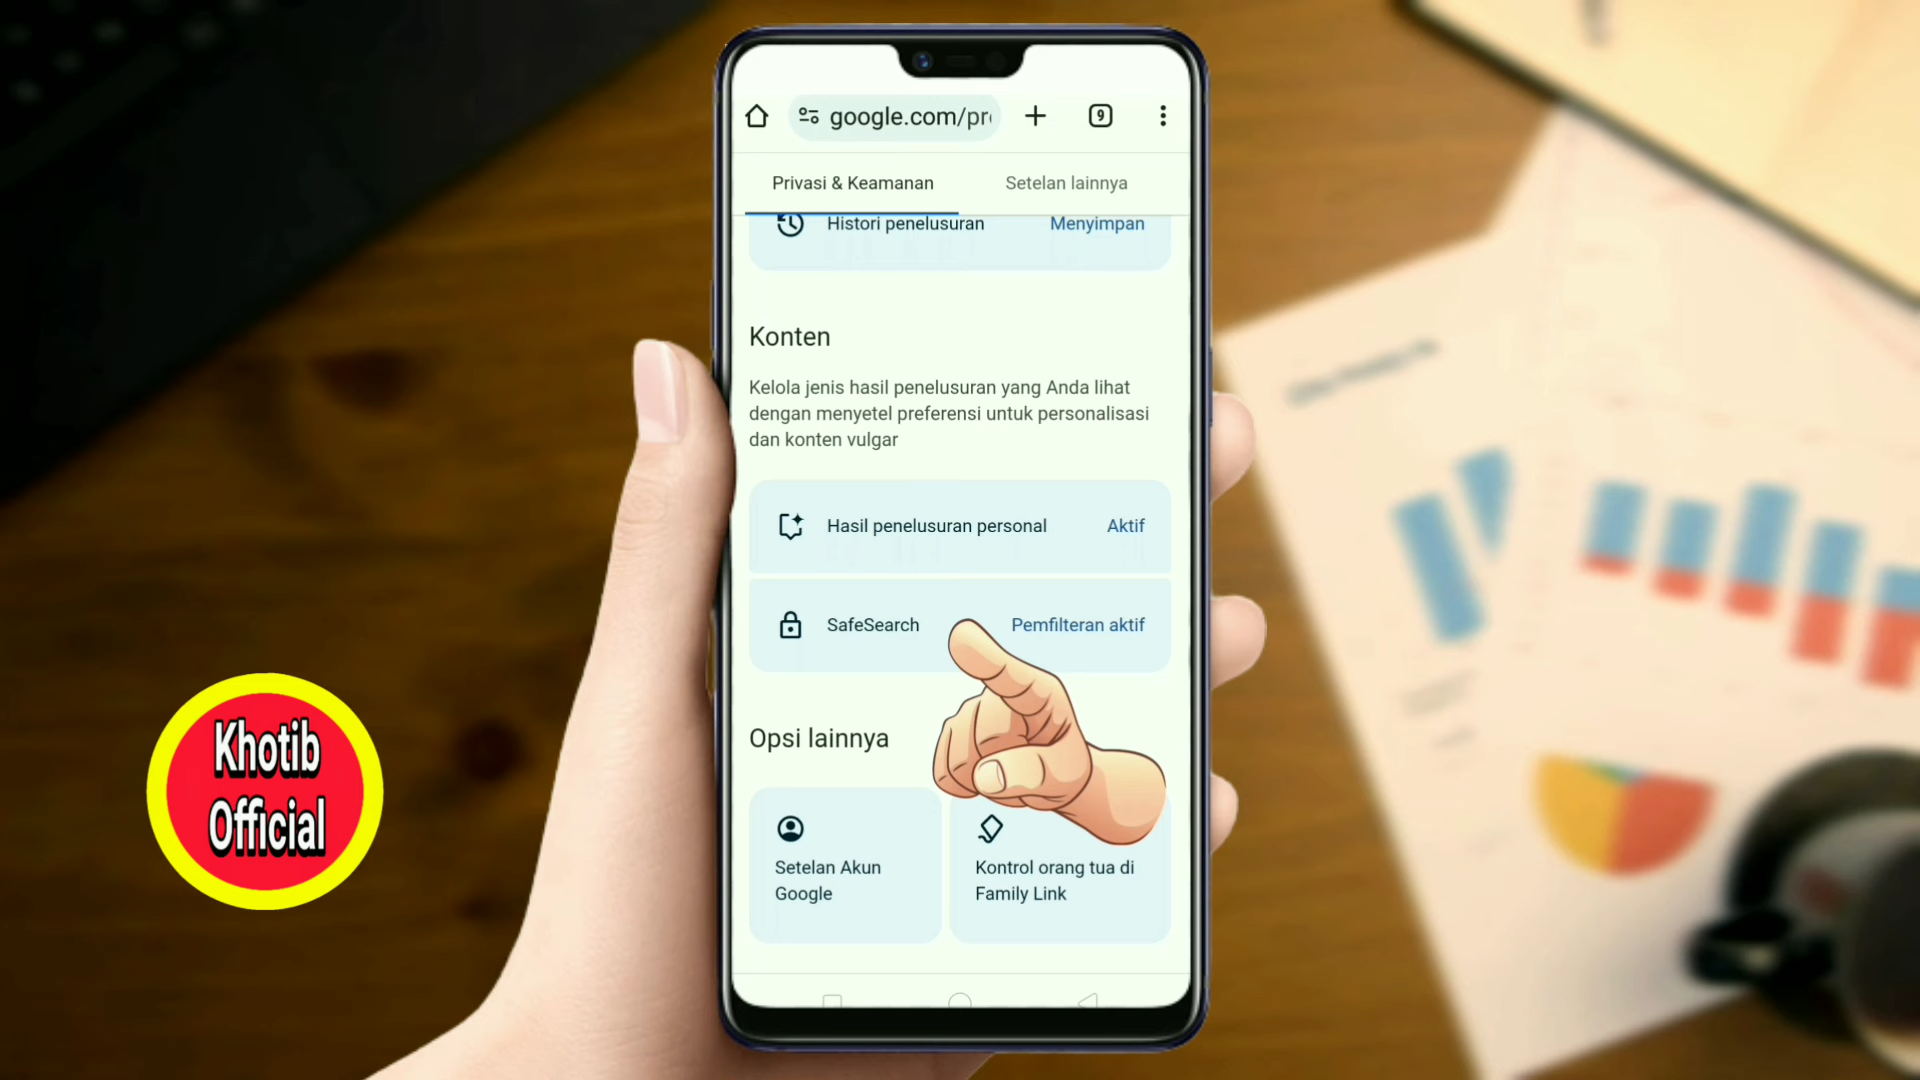 google.com/pr
9
Privasi & Keamanan
Setelan lainnya
Histori penelusuran
Menyimpan
Konten
Kelola jenis hasil penelusuran yang Anda lihat
dengan menyetel preferensi untuk personalisasi
dan konten vulgar
Hasil penelusuran personal
Aktif
SafeSearch
Pemfilteran aktif
Opsi lainnya
Setelan Akun
Google
Kontrol orang tua di
Family Link
Khotib
Official